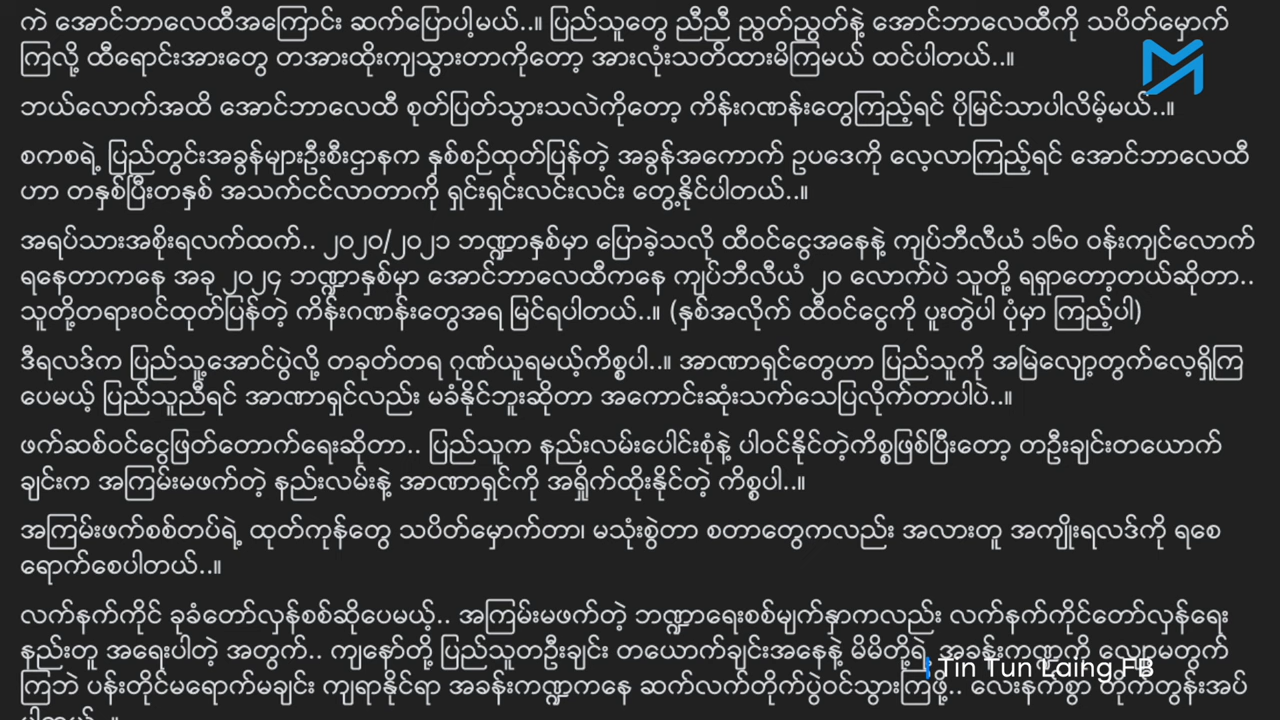 ကဲ အောင်ဘာလေထီအကြောင်း ဆက်ပြောပါ့မယ်..။ ပြည်သူတွေ ညီညီ ညွတ်ညွတ်နဲ့ အောင်ဘာလေထီကို သပိတ်မှောက်
ကြလို့ ထီရောင်းအားတွေ တအားထိုးကျသွားတာကိုတော့ အားလုံးသတိထားမိကြမယ် ထင်ပါတယ်..။
ဘယ်လောက်အထိ အောင်ဘာလေထီ စုတ်ပြတ်သွားသလဲကိုတော့ ကိန်းဂဏန်းတွေကြည့်ရင် ပိုမြင်သာပါလိမ့်မယ်..။
စကစရဲ့ ပြည်တွင်းအခွန်များဦးစီးဌာနက နှစ်စဉ်ထုတ်ပြန်တဲ့ အခွန်အကောက် ဥပဒေကို လေ့လာကြည့်ရင် အောင်ဘာလေထီ
ဟာ တနှစ်ပြီးတနှစ် အသက်ငင်လာတာကို ရှင်းရှင်းလင်းလင်း တွေ့နိုင်ပါတယ်..။
အရပ်သားအစိုးရလက်ထက်.. ၂၀၂၀/၂၀၂၁ ဘဏ္ဍာနှစ်မှာ ပြောခဲ့သလို ထီဝင်ငွေအနေနဲ့ ကျပ်ဘီလီယံ ၁၆၀ ဝန်းကျင်လောက်
ရနေတာကနေ အခု ၂၀၂၄ ဘဏ္ဍာနှစ်မှာ အောင်ဘာလေထီကနေ ကျပ်ဘီလီယံ ၂၀ လောက်ပဲ သူတို့ ရရှာတော့တယ်ဆိုတာ..
သူတို့တရားဝင်ထုတ်ပြန်တဲ့ ကိန်းဂဏန်းတွေအရ မြင်ရပါတယ်..။ (နှစ်အလိုက် ထီဝင်ငွေကို ပူးတွဲပါ ပုံမှာ ကြည့်ပါ)
ဒီရလဒ်က ပြည်သူ့အောင်ပွဲလို့ တခုတ်တရ ဂုဏ်ယူရမယ့်ကိစ္စပါ..။ အာဏာရှင်တွေဟာ ပြည်သူကို အမြဲလျော့တွက်လေ့ရှိကြ
ပေမယ့် ပြည်သူညီရင် အာဏာရှင်လည်း မခံနိုင်ဘူးဆိုတာ အကောင်းဆုံးသက်သေပြလိုက်တာပါပဲ..။
ဖက်ဆစ်ဝင်ငွေဖြတ်တောက်ရေးဆိုတာ.. ပြည်သူက နည်းလမ်းပေါင်းစုံနဲ့ ပါဝင်နိုင်တဲ့ကိစ္စဖြစ်ပြီးတော့ တဦးချင်းတယောက်
ချင်းက အကြမ်းမဖက်တဲ့ နည်းလမ်းနဲ့ အာဏာရှင်ကို အရှိုက်ထိုးနိုင်တဲ့ ကိစ္စပါ..။
အကြမ်းဖက်စစ်တပ်ရဲ့ ထုတ်ကုန်တွေ သပိတ်မှောက်တာ၊ မသုံးစွဲတာ စတာတွေကလည်း အလားတူ အကျိုးရလဒ်ကို ရစေ
ရောက်စေပါတယ်..။
လက်နက်ကိုင် ခုခံတော်လှန်စစ်ဆိုပေမယ့်.. အကြမ်းမဖက်တဲ့ ဘဏ္ဍာရေးစစ်မျက်နှာကလည်း လက်နက်ကိုင်တော်လှန်ရေး
နည်းတူ အရေးပါတဲ့ အတွက်.. ကျနော်တို့ ပြည်သူတဦးချင်း တယောက်ချင်းအနေနဲ့ မိမိတို့ရဲ့ အခန်းကဏ္ဍကို လျော့မတွက်
ကြဘဲ ပန်းတိုင်မရောက်မချင်း ကျရာနိုင်ရာ အခန်းကဏ္ဍကနေ ဆက်လက်တိုက်ပွဲဝင်သွားကြဖို့.. လေးနက်စွာ တိုက်တွန်းအပ်
ပါတယ်..။
Tin Tun Laing FB